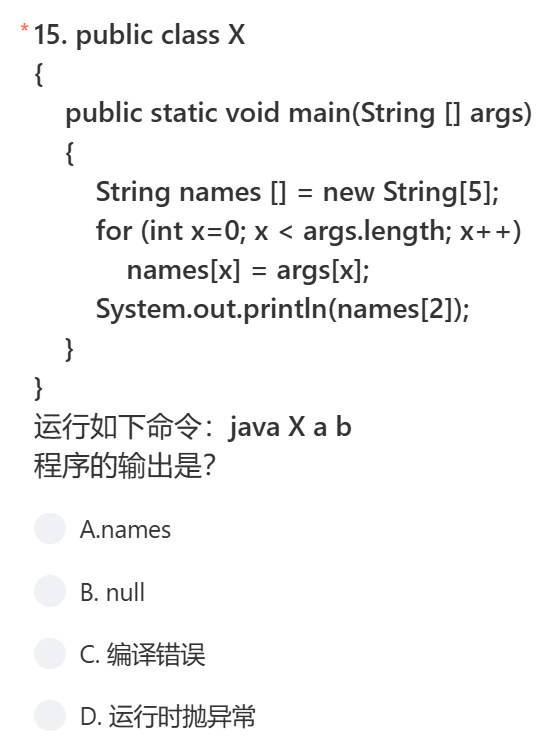 *15. public class X
{
public static void main(String [] args)
{
String names [] = new String[5];
for (int x=0; x < args.length; x++)
names[x] = args[x];
System.out.println(names[2]);
}
}
运行如下命令：java X a b
程序的输出是？
A.names
B. null
C. 编译错误
D. 运行时抛异常